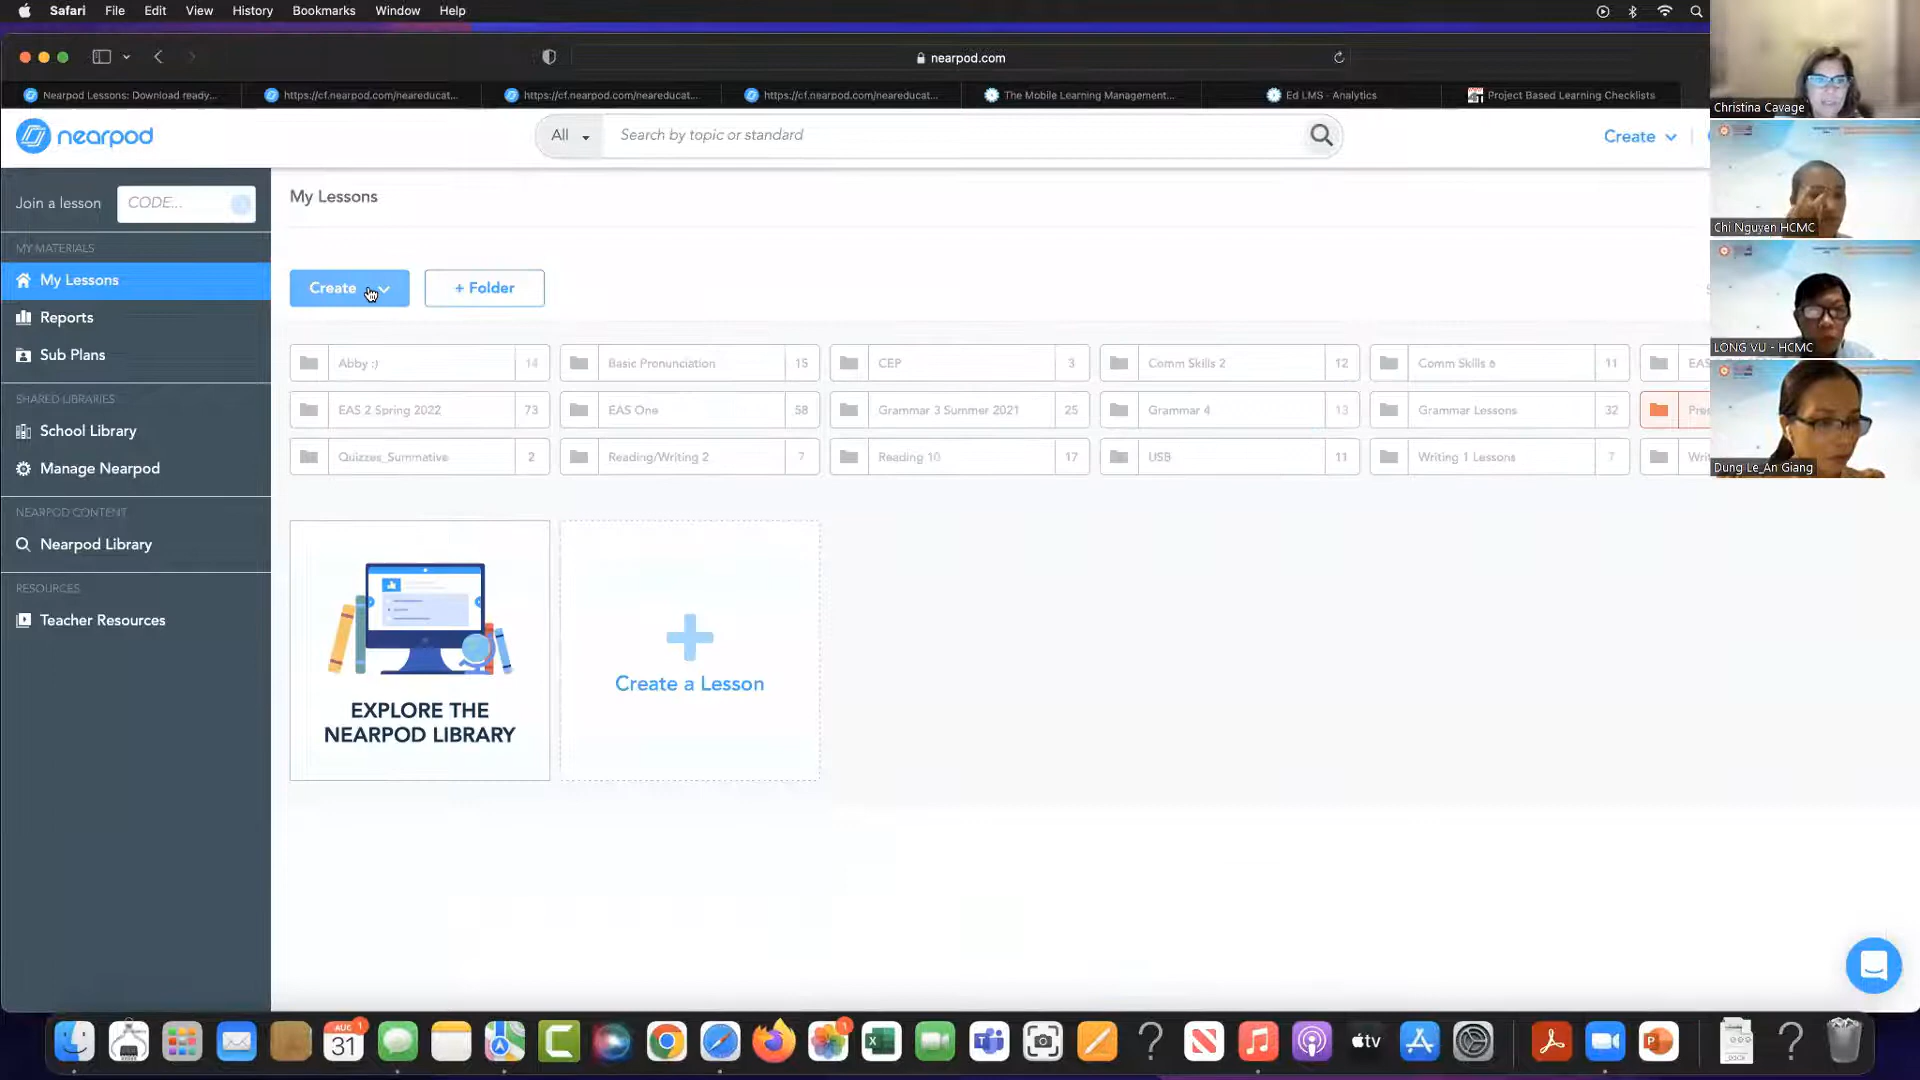 Safari File Edit View History Bookmarks Window Help
nearpod.com
Nearpod Lessons: Download ready...
https://cf.nearpod.com/neareducat...
https://cf.nearpod.com/neareducat...
https://cf.nearpod.com/neareducat...
The Mobile Learning Management...
Ed LMS - Analytics
Project Based Learning Checklists
nearpod
All
Search by topic or standard
Create
Join a lesson
CODE...
MY MATERIALS
My Lessons
Reports
Sub Plans
SHARED LIBRARIES
School Library
Manage Nearpod
NEARPOD CONTENT
Nearpod Library
RESOURCES
Teacher Resources
My Lessons
Create
+ Folder
Abby :) 14
Basic Pronunciation 15
CEP 3
Comm Skills 2 12
Comm Skills 6 11
EAS
EAS 2 Spring 2022 73
EAS One 58
Grammar 3 Summer 2021 25
Grammar 4 13
Grammar Lessons 32
Pres
Quizzes_Summative 2
Reading/Writing 2 7
Reading 10 17
USB 11
Writing 1 Lessons 7
Writ
EXPLORE THE
NEARPOD LIBRARY
Create a Lesson
Christina Cavage
Chi Nguyen HCMC
LONG VU - HCMC
Dung Le_An Giang
AUG 1
31
1
tv